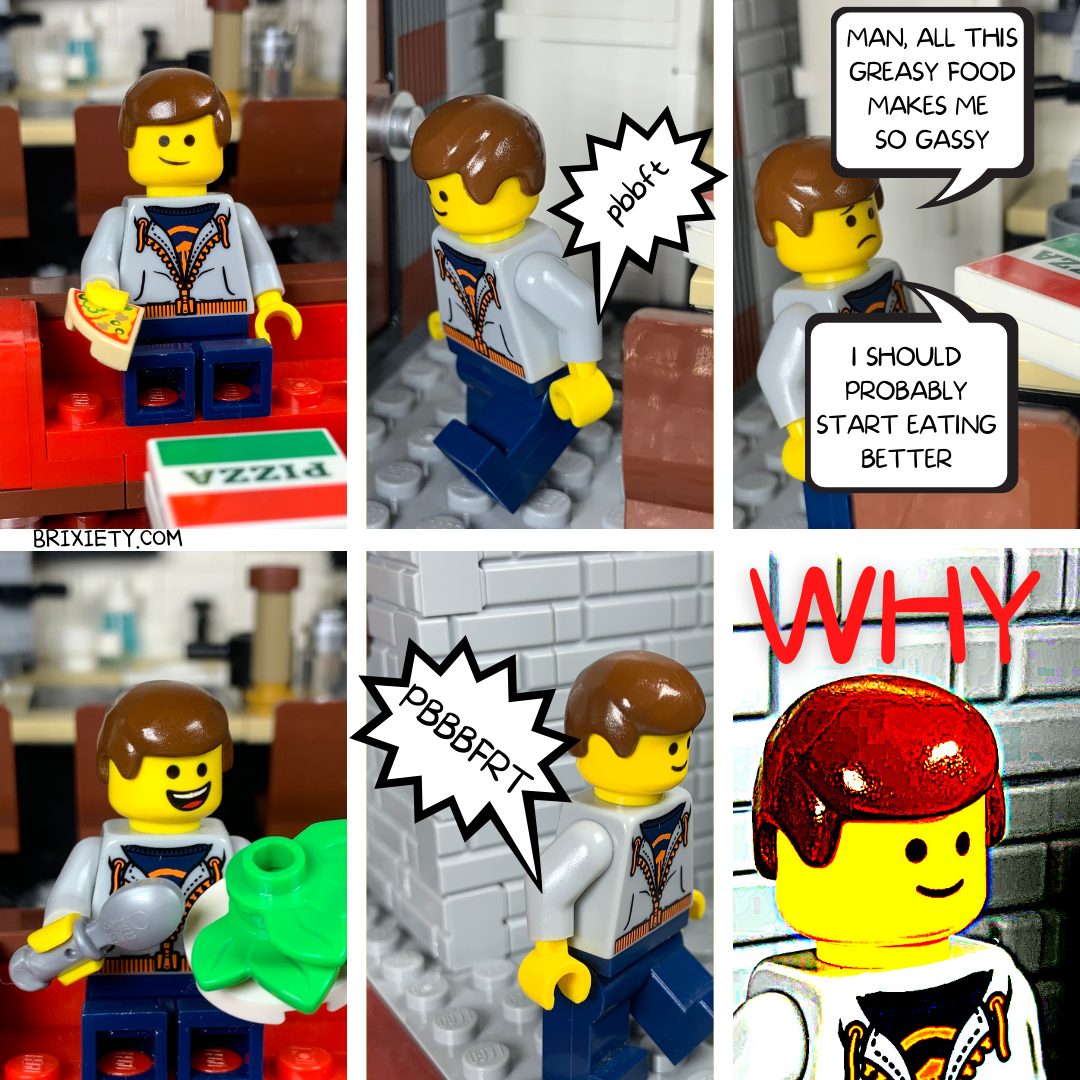 PIZZA
BRIXIETY.COM
pbbft
MAN, ALL THIS
GREASY FOOD
MAKES ME
SO GASSY
PIZZA
I SHOULD
PROBABLY
START EATING
BETTER
PBBBFRT
WHY